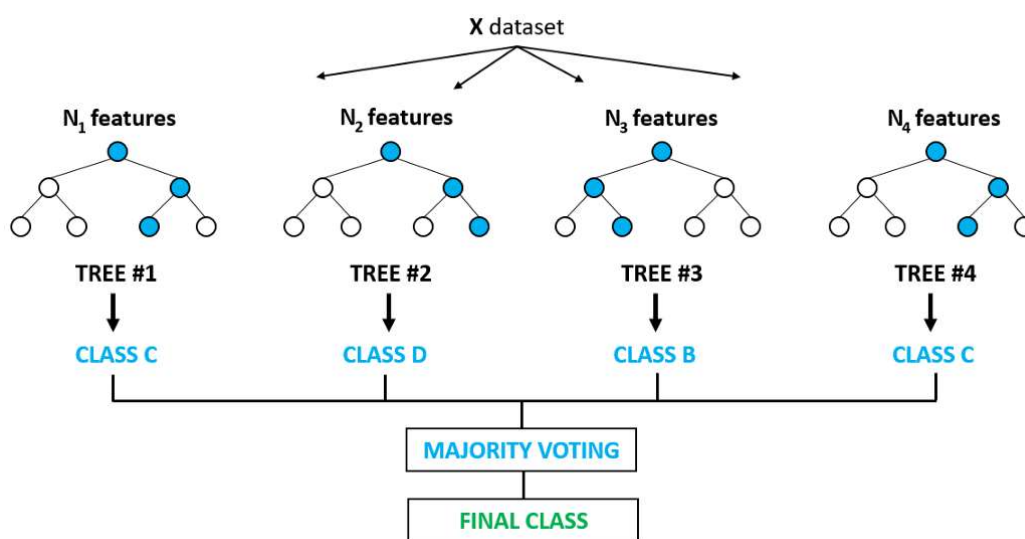 X dataset
N₁ features
N₂ features
N₃ features
N₄ features
TREE #1
TREE #2
TREE #3
TREE #4
CLASS C
CLASS D
CLASS B
CLASS C
MAJORITY VOTING
FINAL CLASS